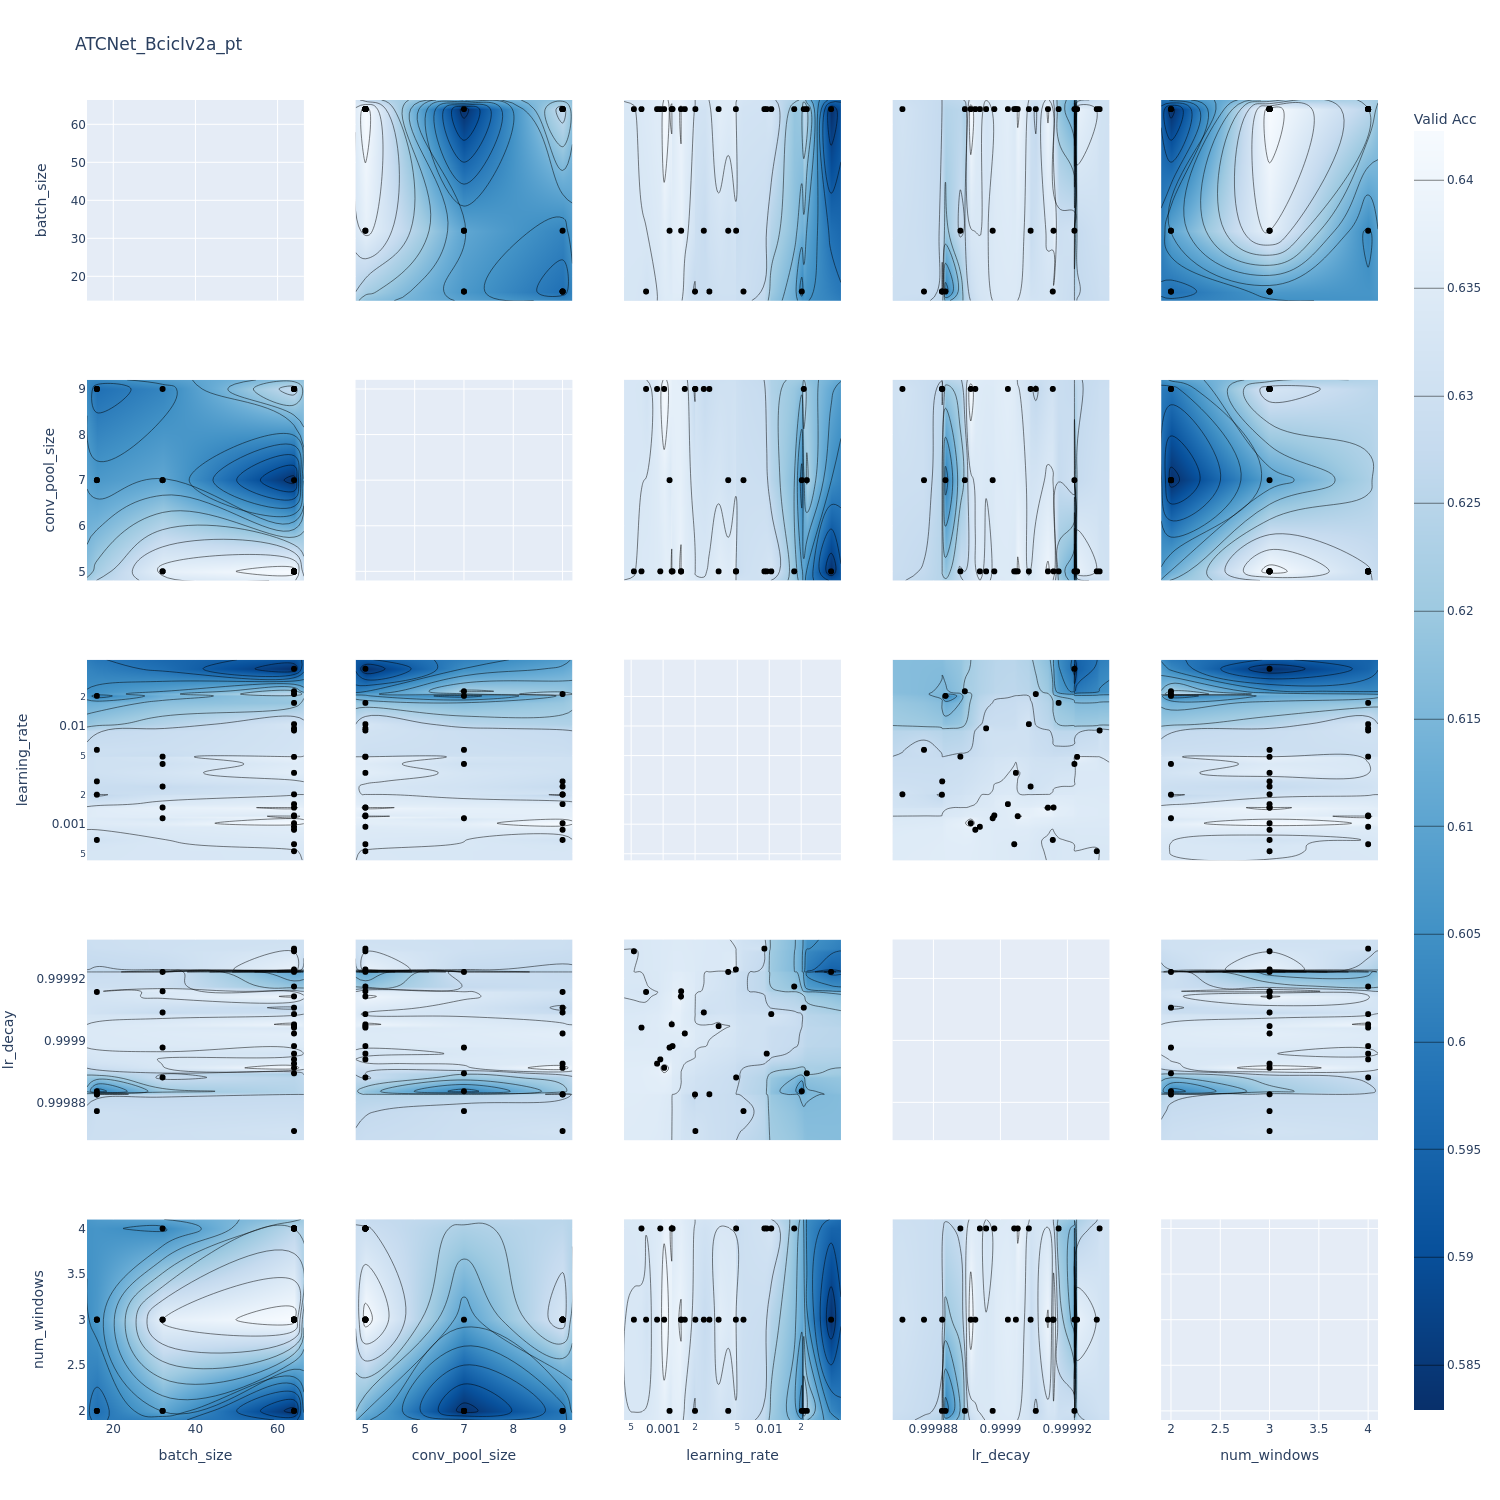 ATCNet_BcicIv2a_pt
Valid Acc
batch_size
60
50
40
30
20
0.64
0.635
0.63
0.625
0.62
0.615
0.61
0.605
0.6
0.595
0.59
0.585
conv_pool_size
9
8
7
6
5
learning_rate
2
0.01
5
2
0.001
5
lr_decay
0.99992
0.9999
0.99988
num_windows
4
3.5
3
2.5
2
20 40 60
5 6 7 8 9
5 0.001 2 5 0.01 2
0.99988 0.9999 0.99992
2 2.5 3 3.5 4
batch_size
conv_pool_size
learning_rate
lr_decay
num_windows